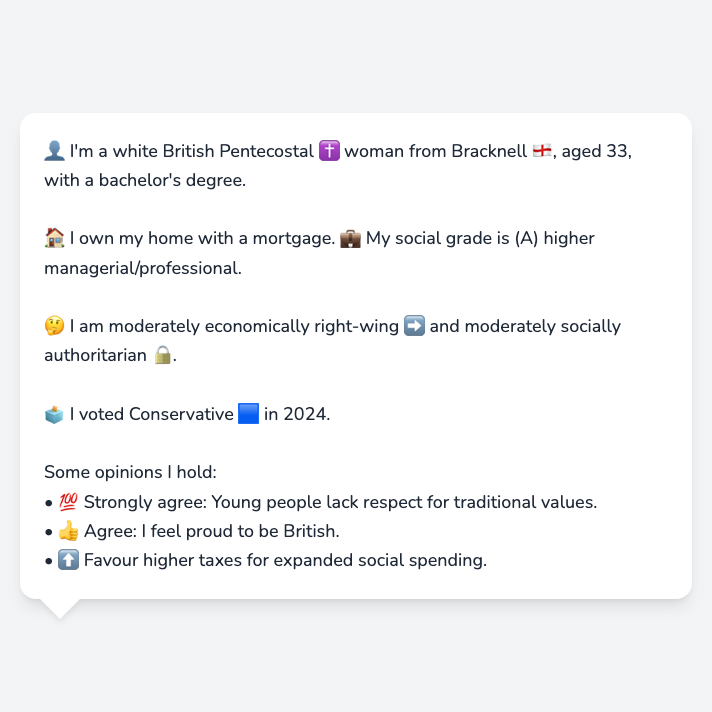 👤 I'm a white British Pentecostal ✝️ woman from Bracknell 🏴󠁧󠁢󠁥󠁮󠁧󠁿, aged 33,
with a bachelor's degree.
🏠 I own my home with a mortgage. 💼 My social grade is (A) higher
managerial/professional.
🤔 I am moderately economically right-wing ➡️ and moderately socially
authoritarian 🔒.
🗳️ I voted Conservative 🟦 in 2024.
Some opinions I hold:
• 💯 Strongly agree: Young people lack respect for traditional values.
• 👍 Agree: I feel proud to be British.
• ⬆️ Favour higher taxes for expanded social spending.